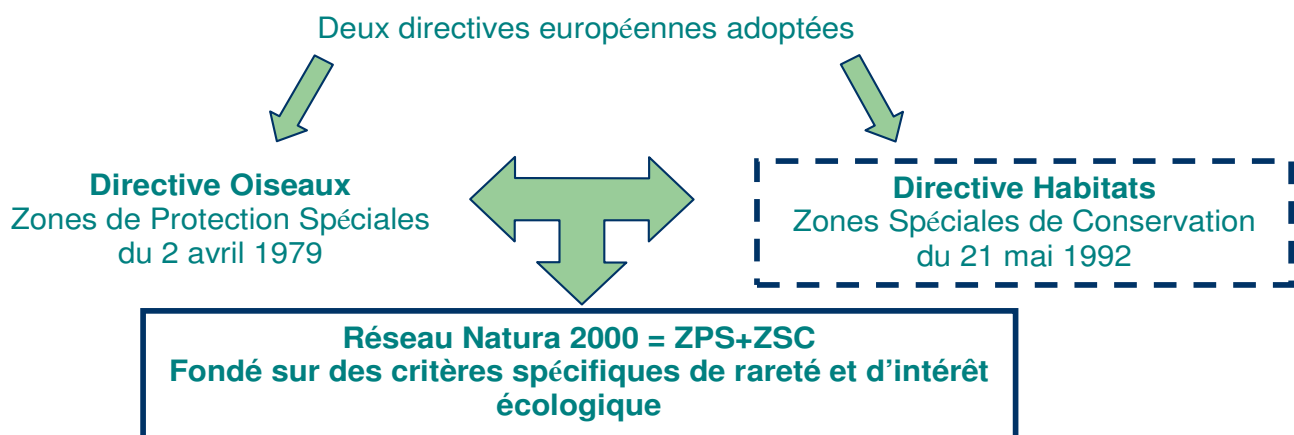 Deux directives européennes adoptées
Directive Oiseaux
Zones de Protection Spéciales
du 2 avril 1979
Directive Habitats
Zones Spéciales de Conservation
du 21 mai 1992
Réseau Natura 2000 = ZPS+ZSC
Fondé sur des critères spécifiques de rareté et d’intérêt
écologique